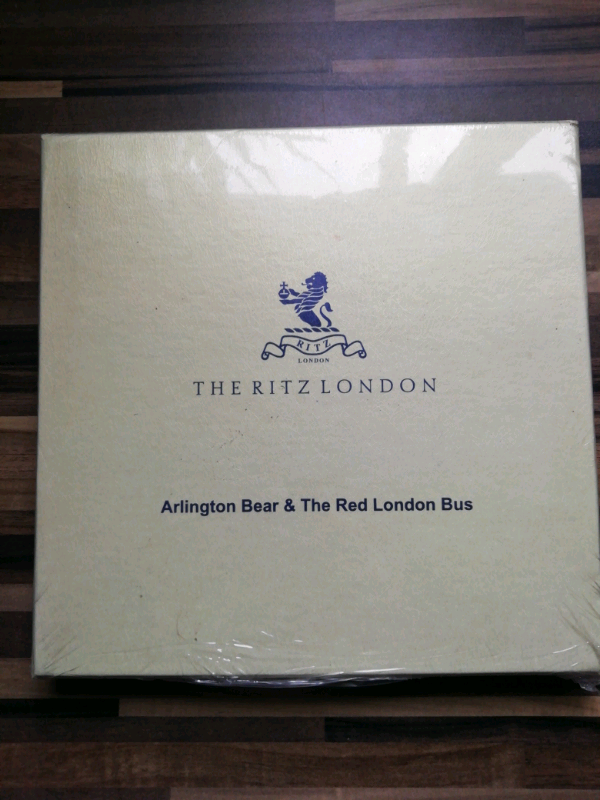 RITZ
LONDON
THE RITZ LONDON
Arlington Bear & The Red London Bus